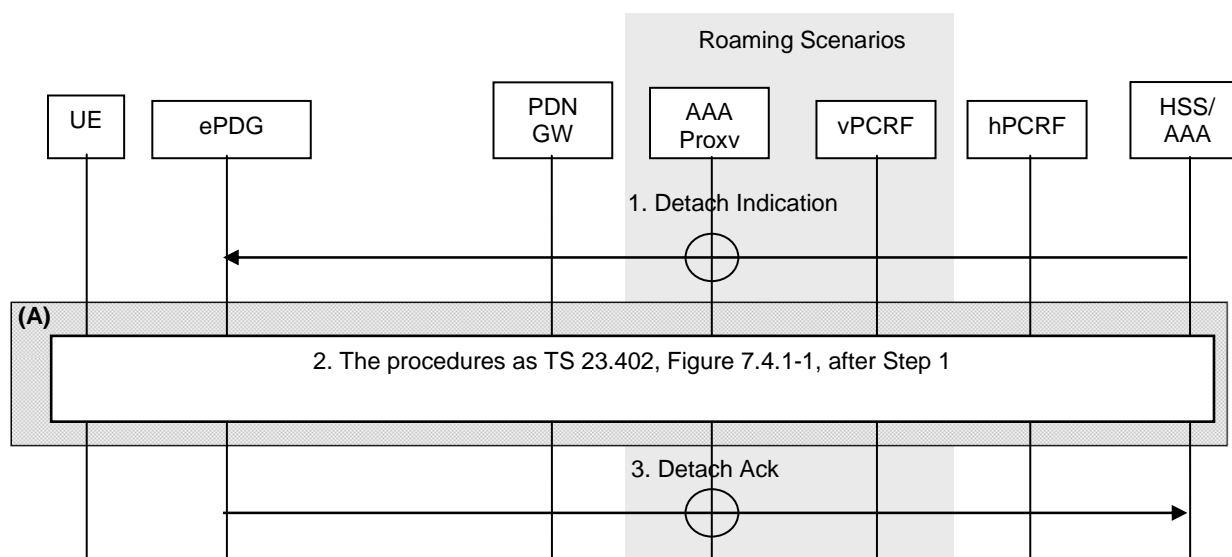 Roaming Scenarios
UE
ePDG
PDN
GW
AAA
Proxv
vPCRF
hPCRF
HSS/
AAA
1. Detach Indication
(A)
2. The procedures as TS 23.402, Figure 7.4.1-1, after Step 1
3. Detach Ack